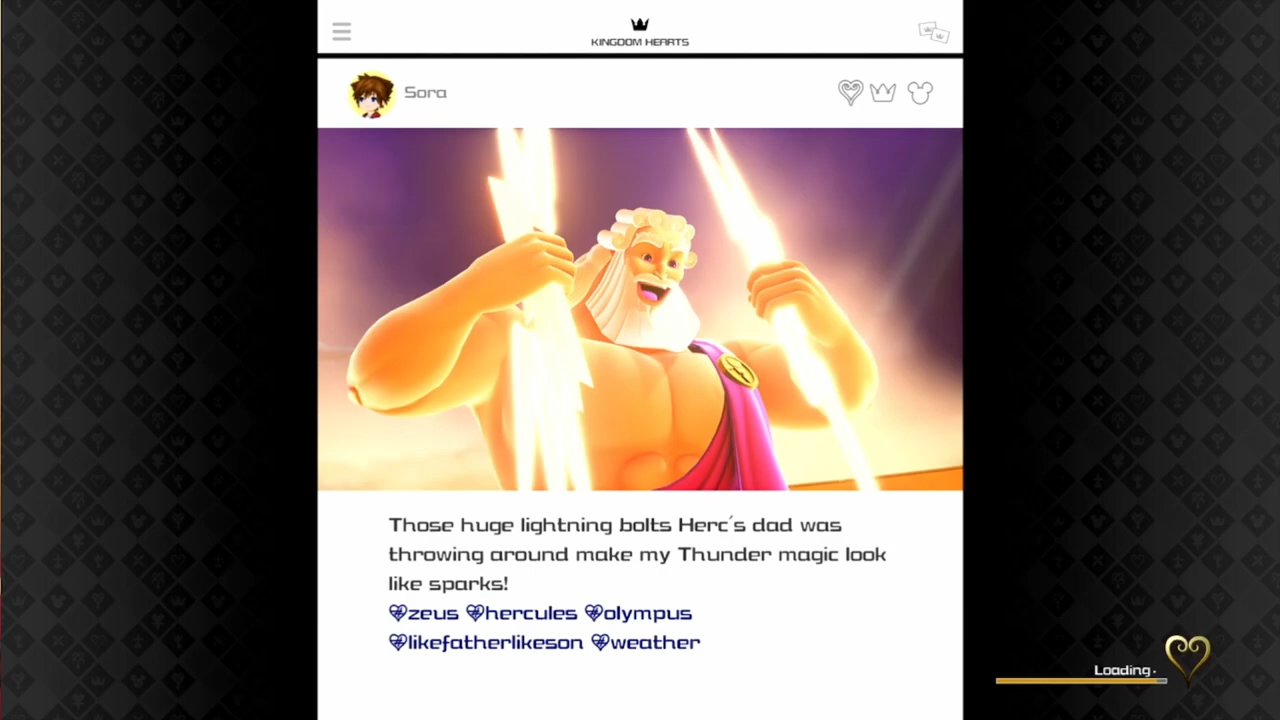 KINGDOM HEARTS
Sora
Those huge lightning bolts Herc's dad was
throwing around make my Thunder magic look
like sparks!
#zeus #hercules #olympus
#likefatherlikeson #weather
Loading.